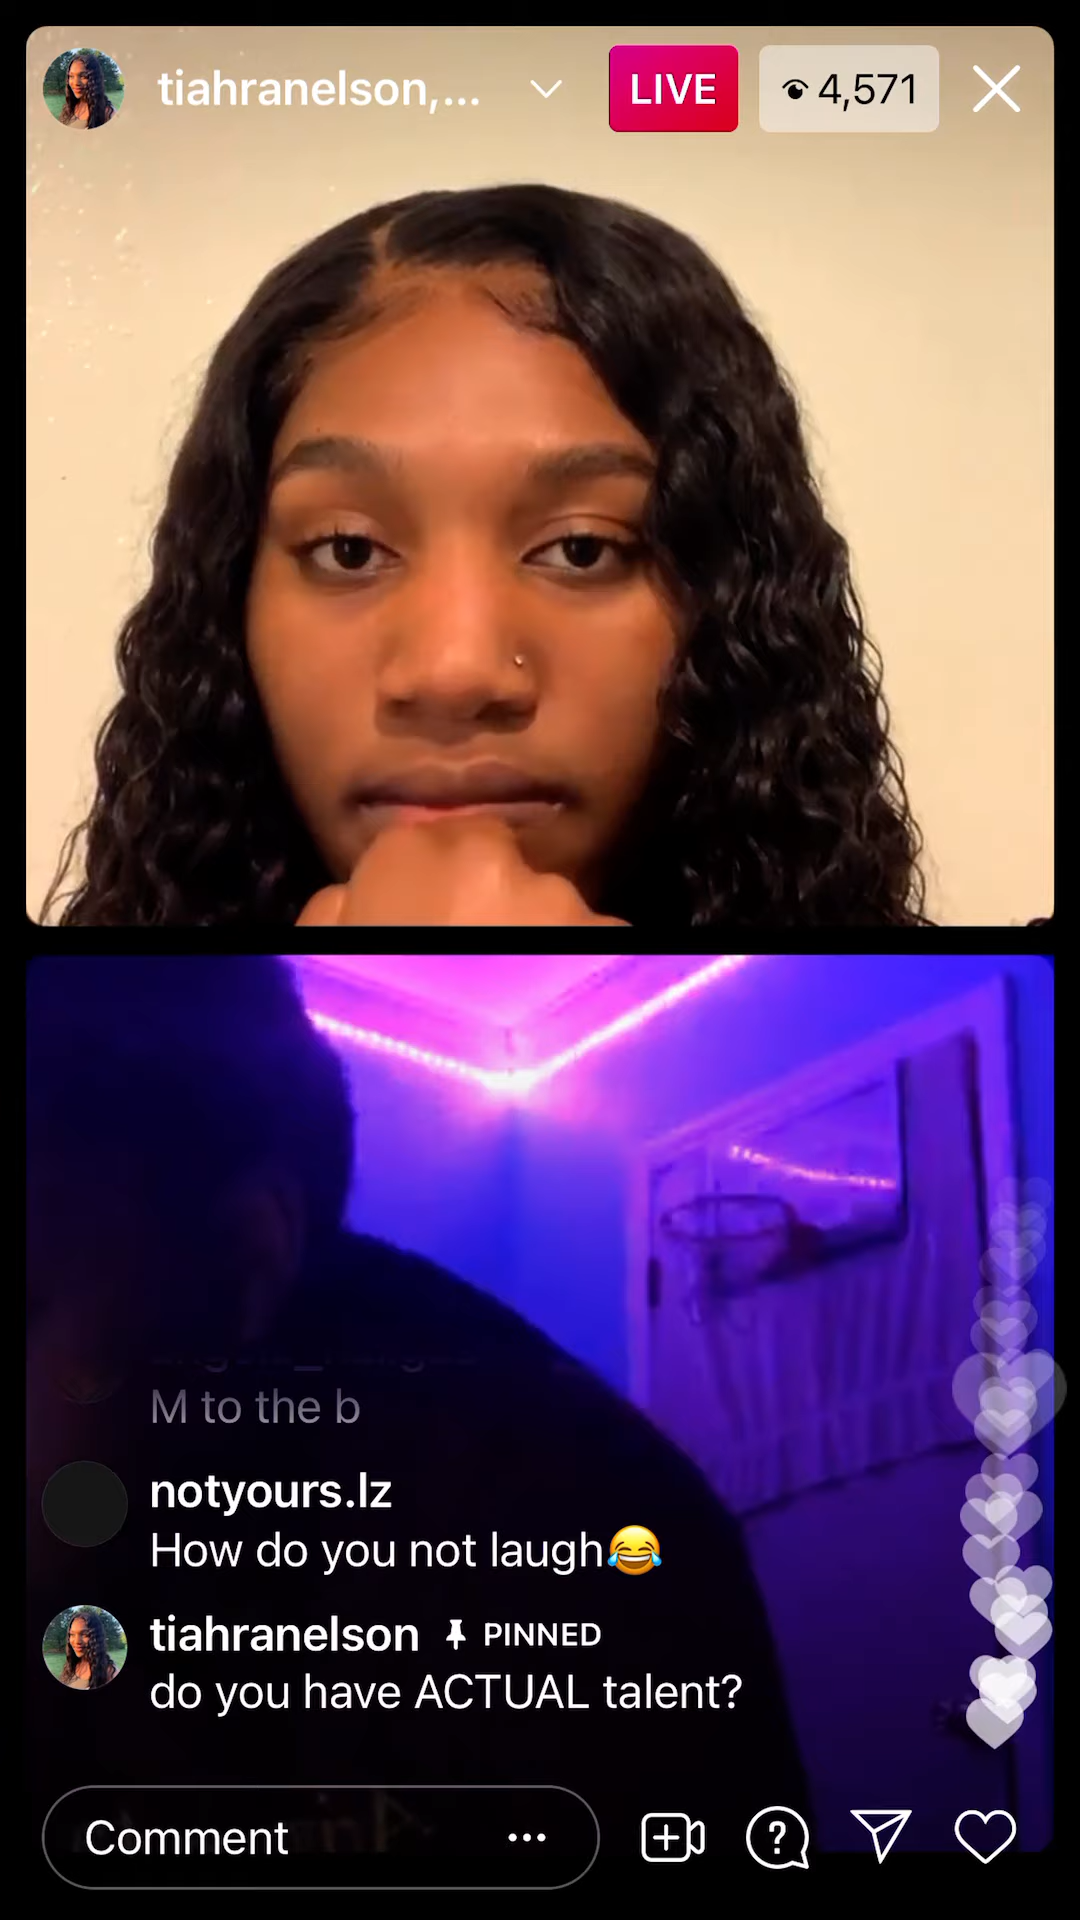 tiahranelson,...
LIVE
4,571
M to the b
notyours.lz
How do you not laugh😂
tiahranelson PINNED
do you have ACTUAL talent?
Comment